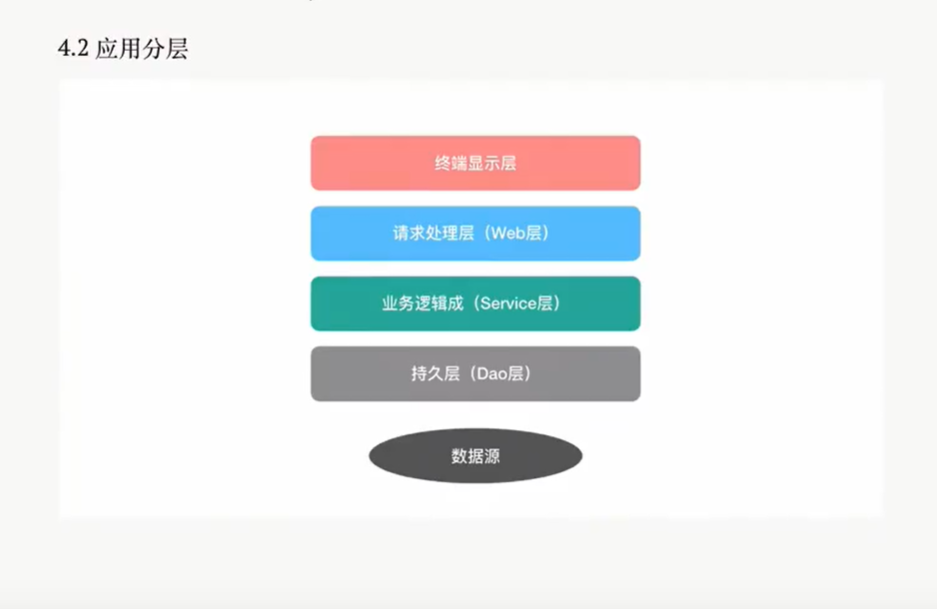 4.2 应用分层
终端显示层
请求处理层（Web层）
业务逻辑成（Service层）
持久层（Dao层）
数据源